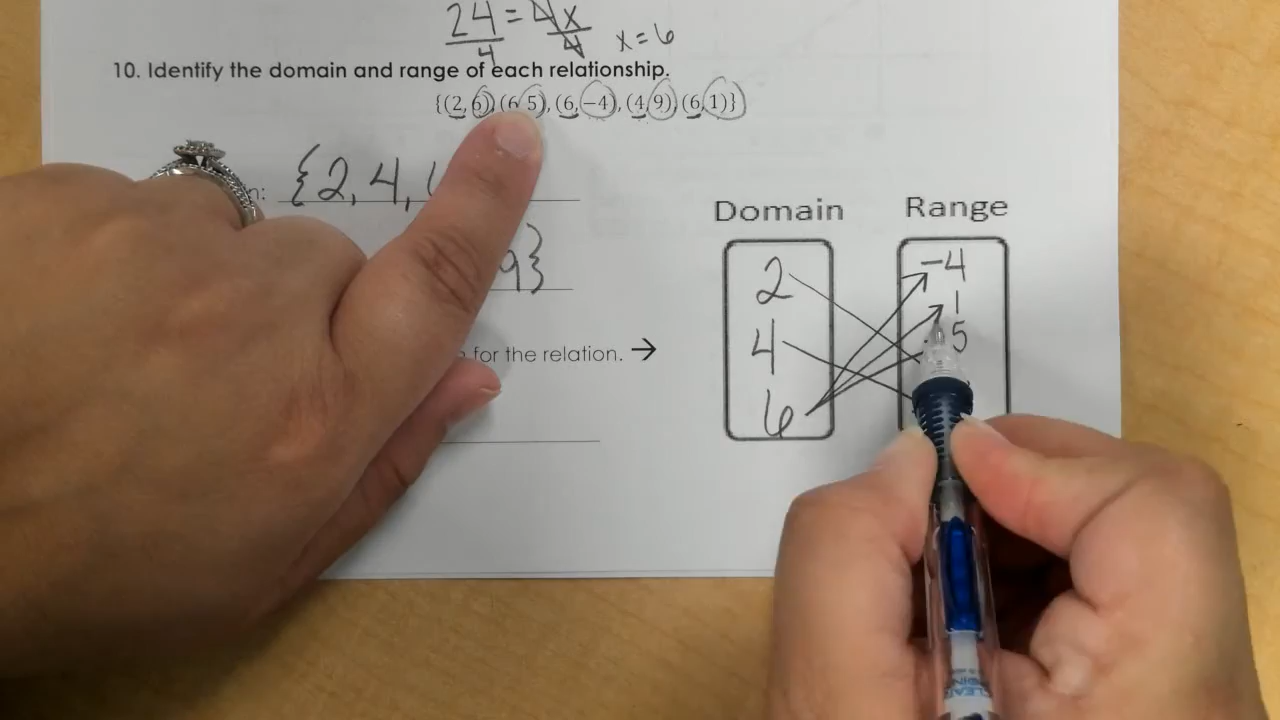 24 = 4x
4 4 x = 6
10. Identify the domain and range of each relationship.
{(2, 6), (6, 5), (6, −4), (4, 9) (6, 1)}
{2, 4,
9}
for the relation. →
Domain Range
2 −4
1
4 5
6
CLEAR